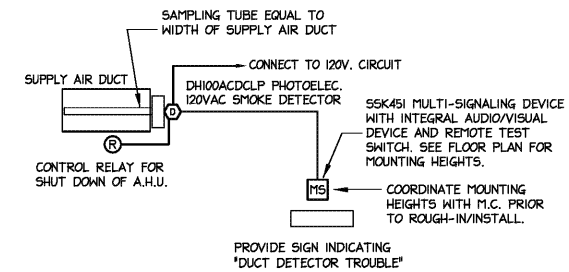 SAMPLING TUBE EQUAL TO
WIDTH OF SUPPLY AIR DUCT
CONNECT TO 120V. CIRCUIT
SUPPLY AIR DUCT
DH100ACDCLP PHOTOELEC.
120VAC SMOKE DETECTOR
D
R
CONTROL RELAY FOR
SHUT DOWN OF A.H.U.
SSK451 MULTI-SIGNALING DEVICE
WITH INTEGRAL AUDIO/VISUAL
DEVICE AND REMOTE TEST
SWITCH. SEE FLOOR PLAN FOR
MOUNTING HEIGHTS.
MS
COORDINATE MOUNTING
HEIGHTS WITH M.C. PRIOR
TO ROUGH-IN/INSTALL.
PROVIDE SIGN INDICATING
"DUCT DETECTOR TROUBLE"